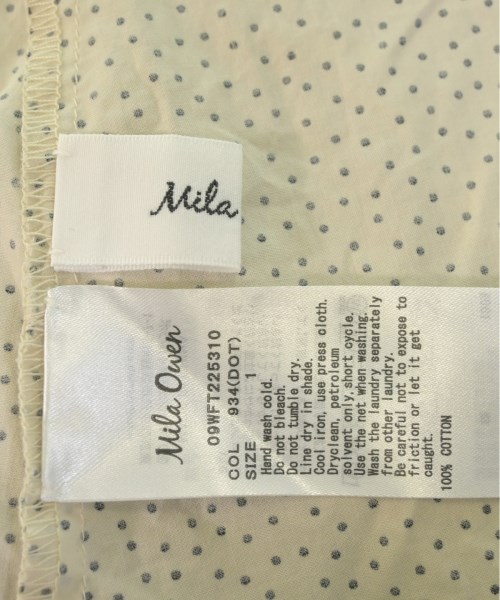 Mila
Mila Owen
09WFT225310
COL 934(DOT)
SIZE 1
Hand wash cold.
Do not bleach.
Do not tumble dry.
Line dry in shade.
Cool iron, use press cloth.
Dryclean, petroleum
solvent only,short cycle.
Use the net when washing.
Wash the laundry separately
from other laundry.
Be careful not to expose to
friction or let it get
caught.
100% COTTON